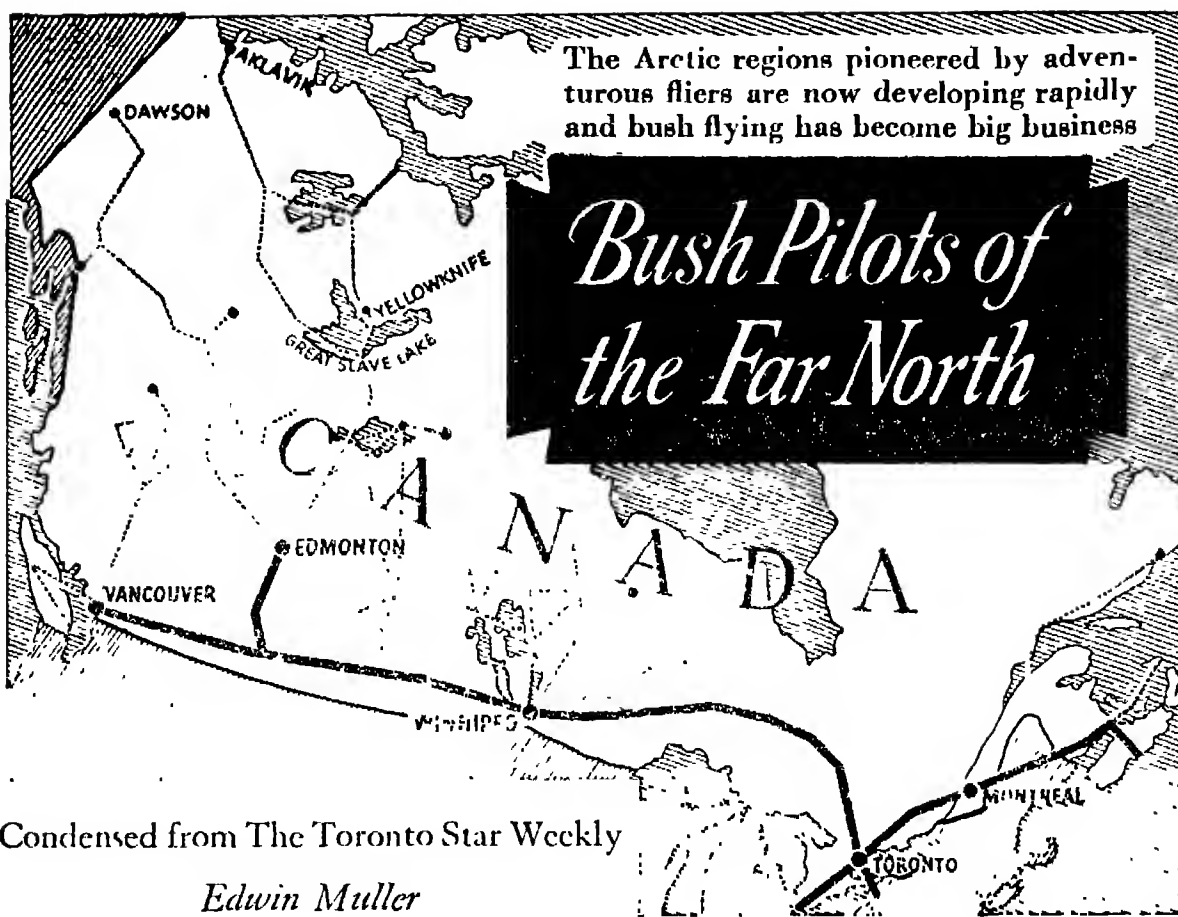 The Arctic regions pioneered by adven-
turous fliers are now developing rapidly
and bush flying has become big business
Bush Pilots of
the Far North
AKLAVIK
DAWSON
YELLOWKNIFE
GREAT SLAVE LAKE
CANADA
EDMONTON
VANCOUVER
WINNIPEG
MONTREAL
TORONTO
Condensed from The Toronto Star Weekly
Edwin Muller